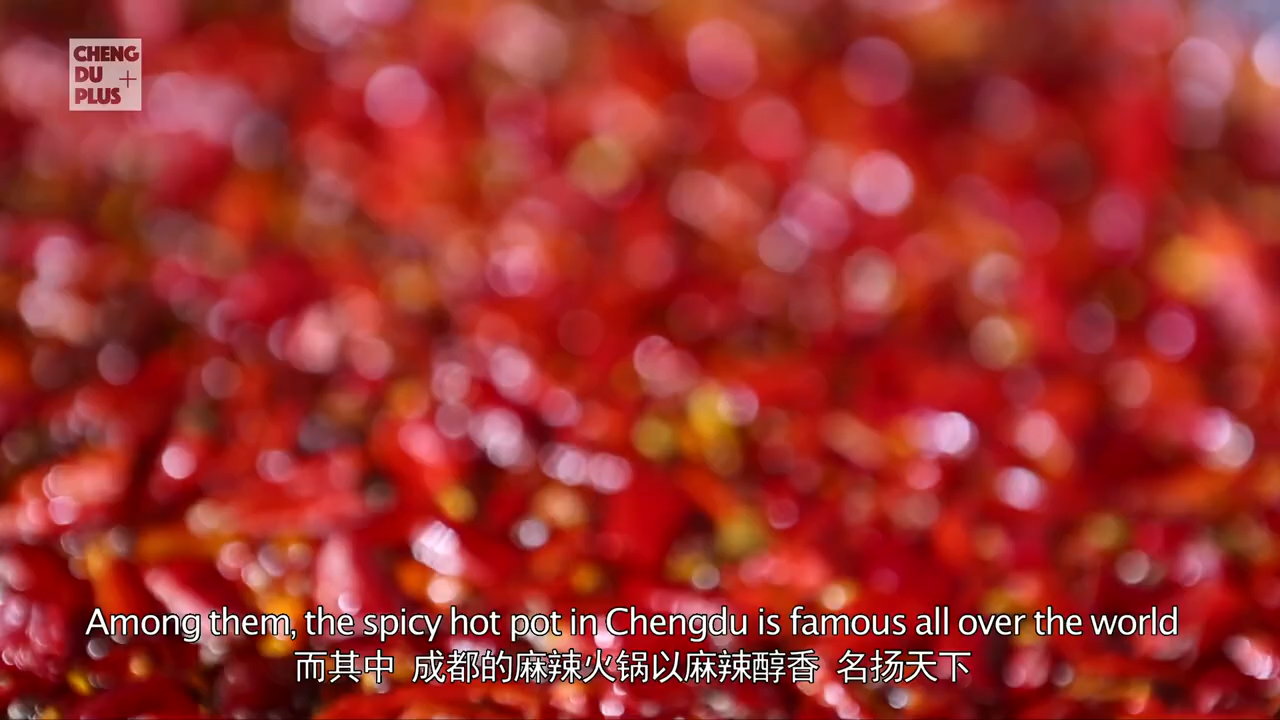 CHENG
DU +
PLUS
Among them, the spicy hot pot in Chengdu is famous all over the world
而其中 成都的麻辣火锅以麻辣醇香 名扬天下